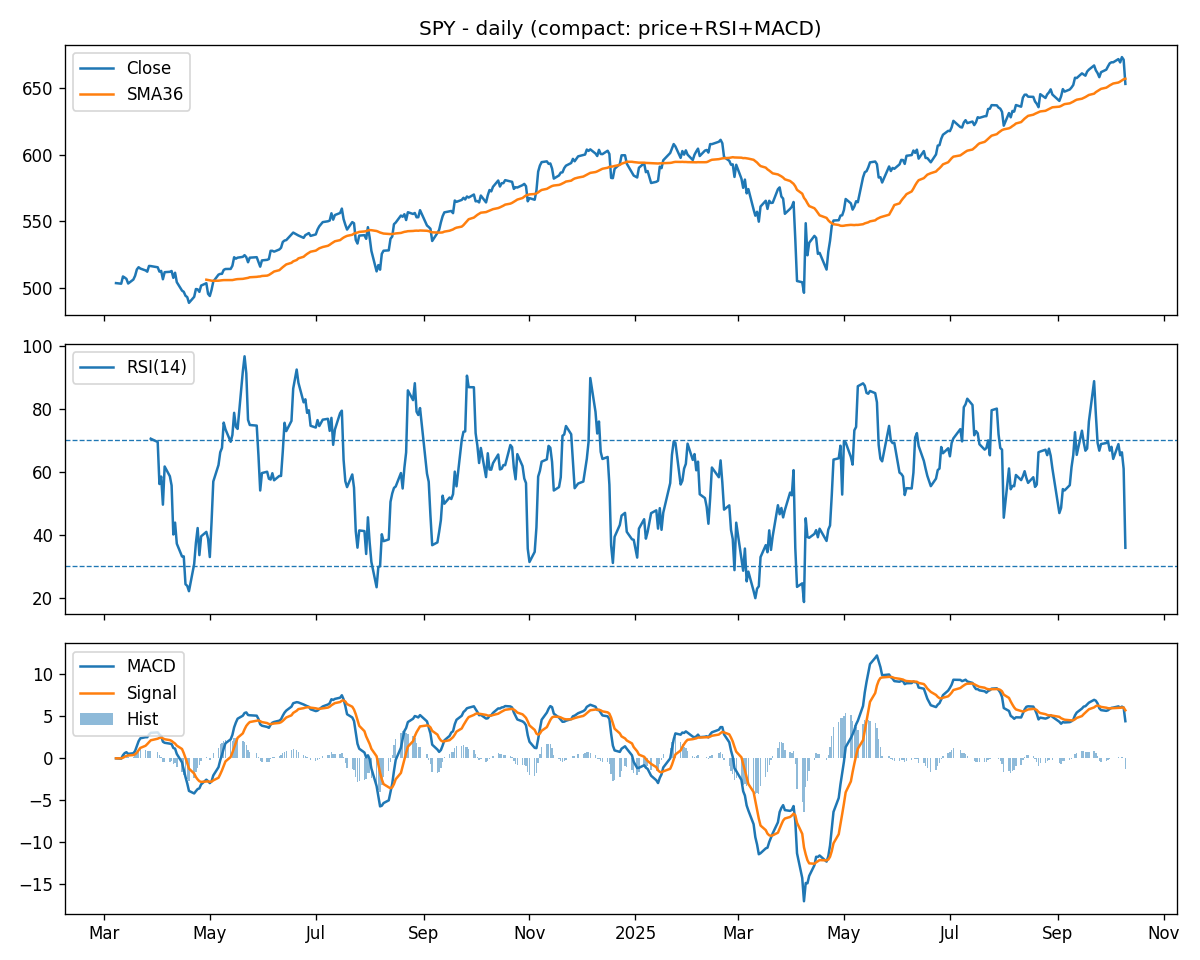 SPY - daily (compact: price+RSI+MACD)
Close
SMA36
650
600
550
500
RSI(14)
100
80
60
40
20
MACD
Signal
Hist
10
5
0
−5
−10
−15
Mar May Jul Sep Nov 2025 Mar May Jul Sep Nov